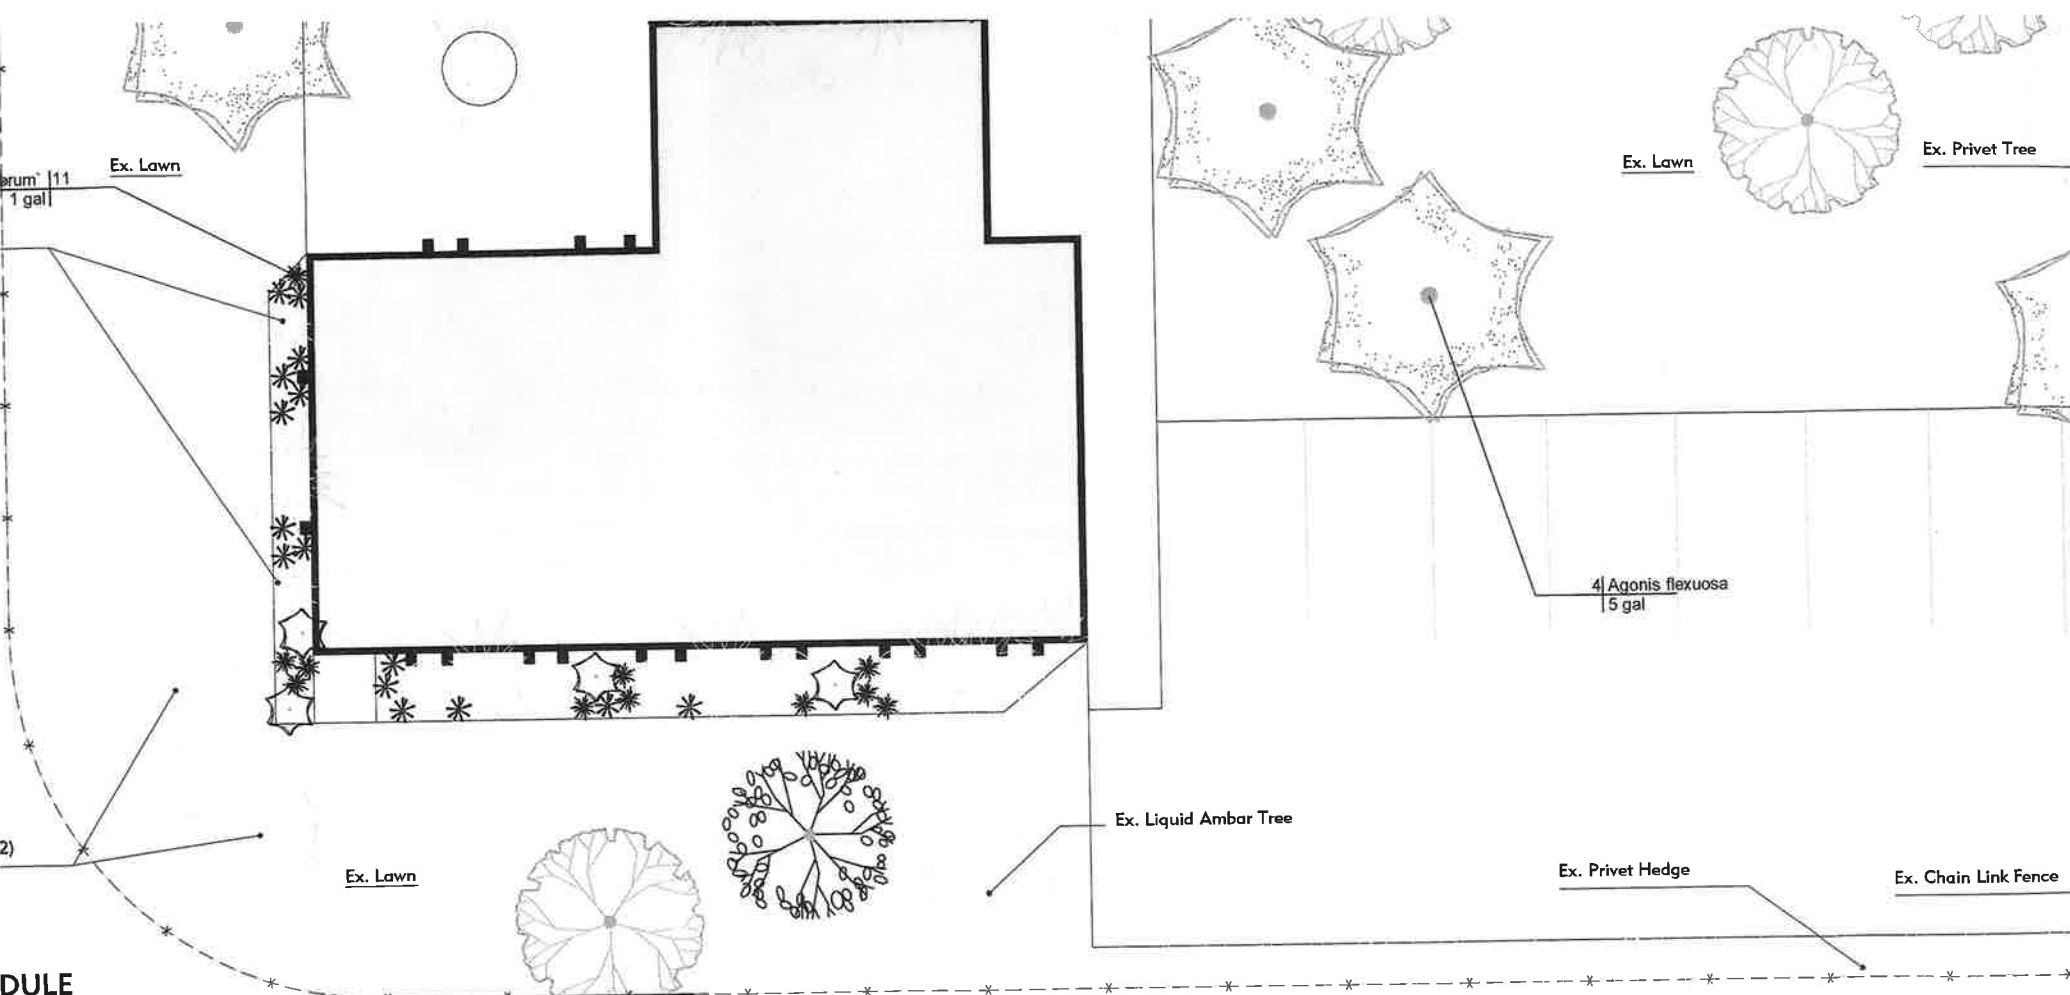 Ex. Lawn
11
1 gal
Ex. Lawn
Ex. Privet Tree
4 Agonis flexuosa
5 gal
Ex. Liquid Ambar Tree
Ex. Lawn
Ex. Privet Hedge
Ex. Chain Link Fence
2)
DULE